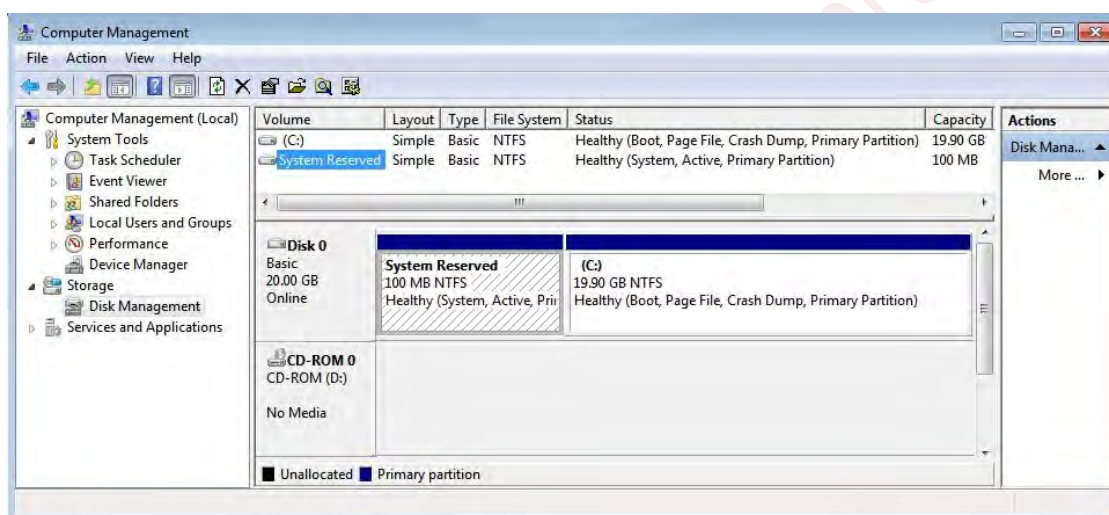 Computer Management
File Action View Help
Computer Management (Local)
System Tools
Task Scheduler
Event Viewer
Shared Folders
Local Users and Groups
Performance
Device Manager
Storage
Disk Management
Services and Applications
Volume Layout Type File System Status Capacity
(C:) Simple Basic NTFS Healthy (Boot, Page File, Crash Dump, Primary Partition) 19.90 GB
System Reserved Simple Basic NTFS Healthy (System, Active, Primary Partition) 100 MB
Disk 0
Basic
20.00 GB
Online
System Reserved
100 MB NTFS
Healthy (System, Active, Prin
(C:)
19.90 GB NTFS
Healthy (Boot, Page File, Crash Dump, Primary Partition)
CD-ROM 0
CD-ROM (D:)
No Media
Unallocated Primary partition
Actions
Disk Mana...
More ...